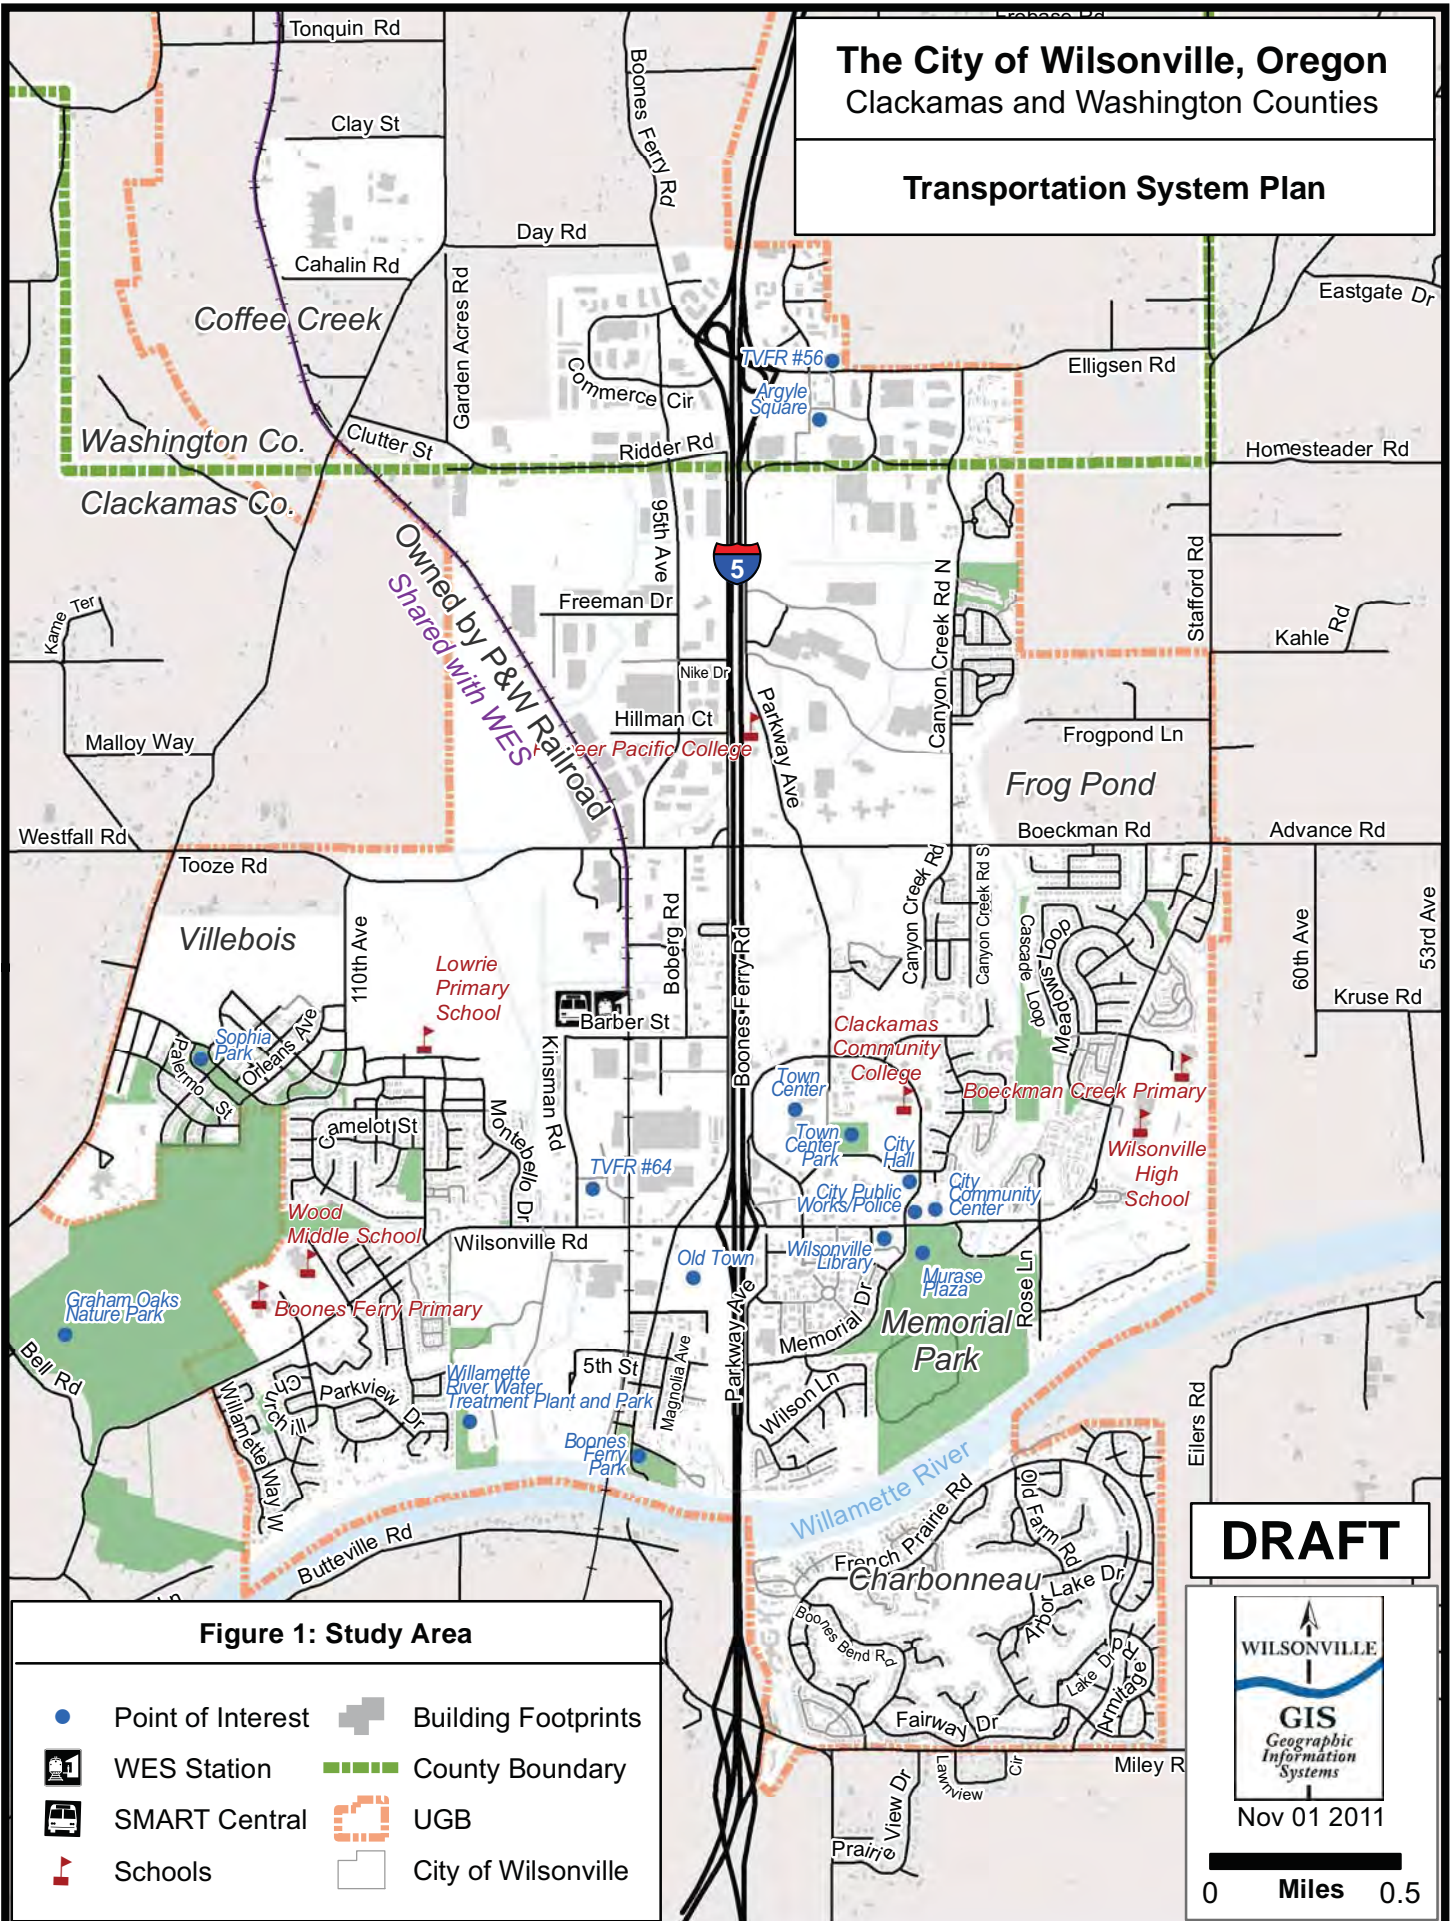 Frobase Rd
The City of Wilsonville, Oregon
Clackamas and Washington Counties
Transportation System Plan
Tonquin Rd
Boones Ferry Rd
Clay St
Day Rd
Cahalin Rd
Garden Acres Rd
Coffee Creek
Eastgate Dr
TVFR #56
Elligsen Rd
Commerce Cir
Argyle
Square
Washington Co.
Clutter St
Ridder Rd
Homesteader Rd
Clackamas Co.
95th Ave
5
Owned by P&W Railroad
Shared with WES
Canyon Creek Rd N
Stafford Rd
Kame Ter
Freeman Dr
Kahle Rd
Nike Dr
Parkway Ave
Hillman Ct
Malloy Way
eer Pacific College
Frogpond Ln
Frog Pond
Westfall Rd
Boeckman Rd
Advance Rd
Tooze Rd
Canyon Creek Rd
Canyon Creek Rd S
110th Ave
Villebois
Boberg Rd
Boones Ferry Rd
Cascade Loop
Meadows Loop
60th Ave
53rd Ave
Lowrie
Primary
School
Kruse Rd
Barber St
Sophia
Park
Orleans Ave
Palermo St
Kinsman Rd
Clackamas
Community
College
Town
Center
Boeckman Creek Primary
Camelot St
Montebello Dr
Town
Center
Park
City
Hall
Wilsonville
High
School
TVFR #64
City Public
Works/Police
City
Community
Center
Wood
Middle School
Wilsonville Rd
Old Town
Wilsonville
Library
Murase
Plaza
Rose Ln
Graham Oaks
Nature Park
Boones Ferry Primary
Parkway Ave
Memorial Dr
Memorial
Park
Bell Rd
5th St
Magnolia Ave
Willamette
River Water
Treatment Plant and Park
Churchill
Parkview Dr
Willamette Way W
Wilson Ln
Eilers Rd
Boones
Ferry
Park
Willamette River
French Prairie Rd
Old Farm Rd
Butteville Rd
Charbonneau
Arbor Lake Dr
DRAFT
Ln
Boones Bend Rd
Lake Dr
Armitage Rd
Fairway Dr
Miley R
Lawnview
Cir
Prairie View Dr
Figure 1: Study Area
Point of Interest
Building Footprints
WES Station
County Boundary
SMART Central
UGB
Schools
City of Wilsonville
WILSONVILLE
GIS
Geographic
Information
Systems
Nov 01 2011
0 Miles 0.5